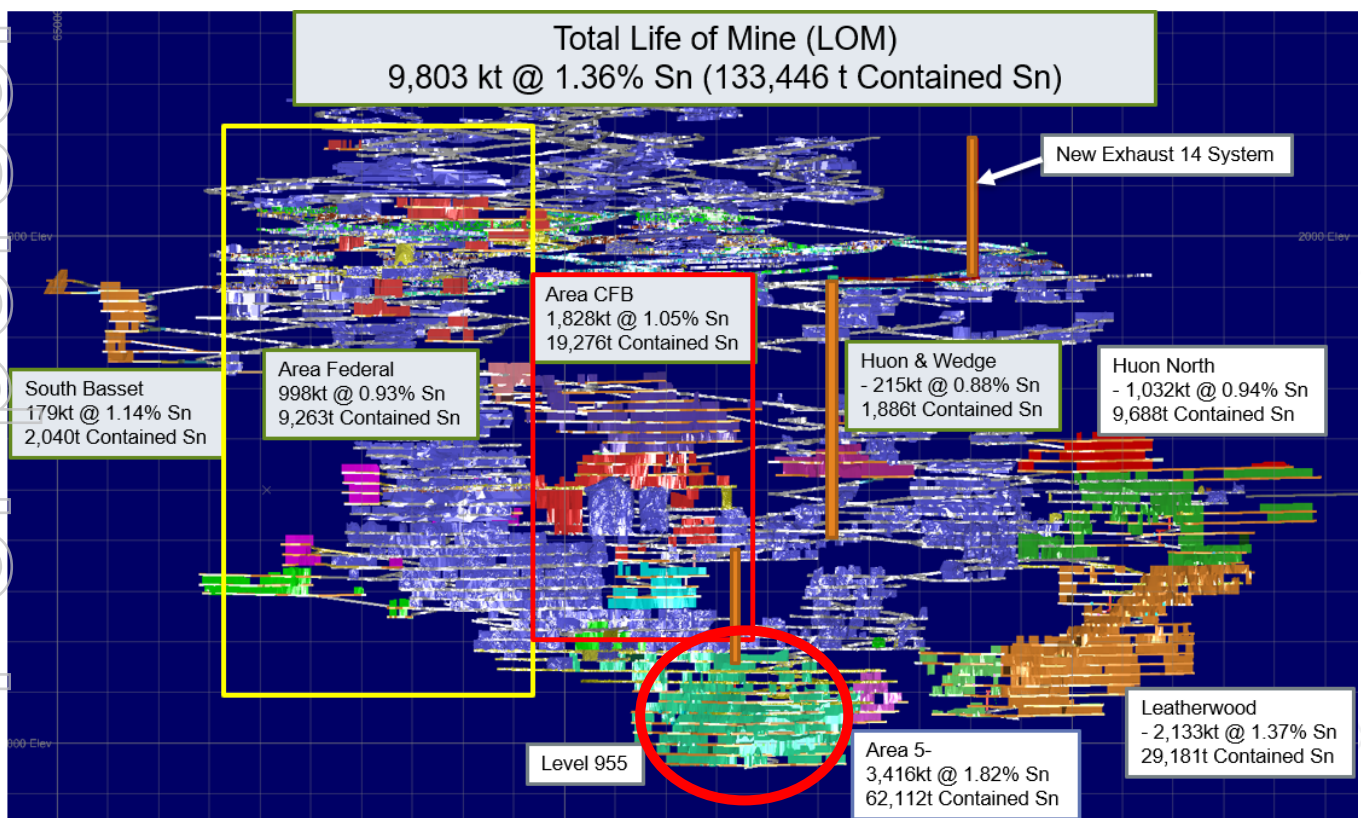 Total Life of Mine (LOM)
9,803 kt @ 1.36% Sn (133,446 t Contained Sn)
New Exhaust 14 System
2000 Elev
Area CFB
1,828kt @ 1.05% Sn
19,276t Contained Sn
South Basset
179kt @ 1.14% Sn
2,040t Contained Sn
Area Federal
998kt @ 0.93% Sn
9,263t Contained Sn
Huon & Wedge
- 215kt @ 0.88% Sn
1,886t Contained Sn
Huon North
- 1,032kt @ 0.94% Sn
9,688t Contained Sn
Level 955
Area 5-
3,416kt @ 1.82% Sn
62,112t Contained Sn
Leatherwood
- 2,133kt @ 1.37% Sn
29,181t Contained Sn
000 Elev
000 Elev